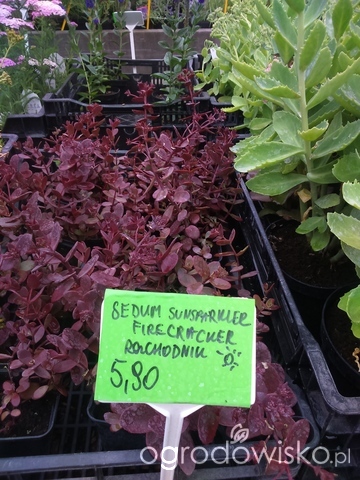 SEDUM SUNSPARKLER
FIRECRACKER
ROZCHODNIK
5,80
ogrodowisko.pl